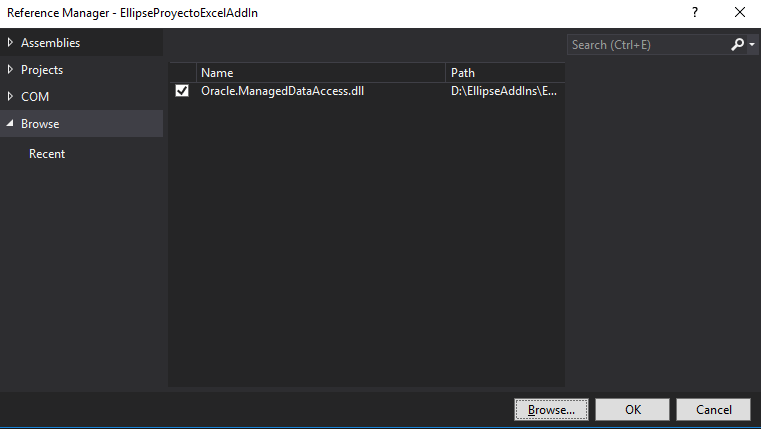 Reference Manager - EllipseProyectoExcelAddIn ? ×
Assemblies
Search (Ctrl+E)
Name Path
Projects
Oracle.ManagedDataAccess.dll D:\EllipseAddIns\E...
COM
Browse
Recent
Browse... OK Cancel